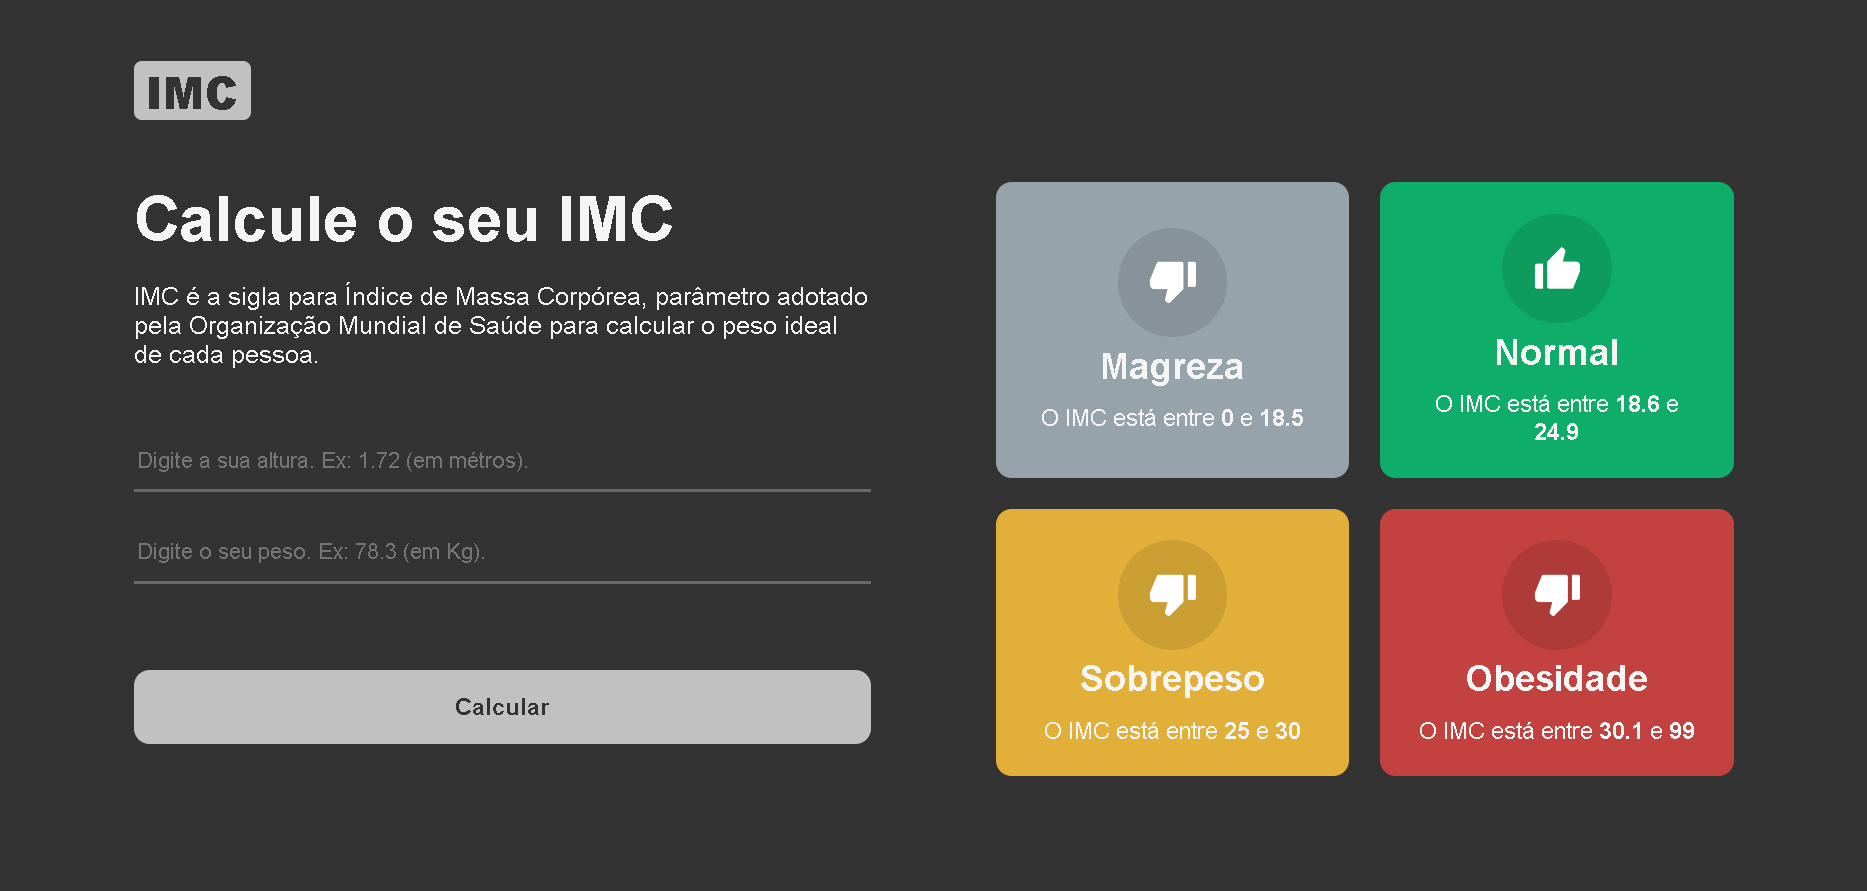 IMC
Calcule o seu IMC
IMC é a sigla para Índice de Massa Corpórea, parâmetro adotado
pela Organização Mundial de Saúde para calcular o peso ideal
de cada pessoa.
Digite a sua altura. Ex: 1.72 (em métros).
Digite o seu peso. Ex: 78.3 (em Kg).
Calcular
Magreza
O IMC está entre 0 e 18.5
Normal
O IMC está entre 18.6 e
24.9
Sobrepeso
O IMC está entre 25 e 30
Obesidade
O IMC está entre 30.1 e 99